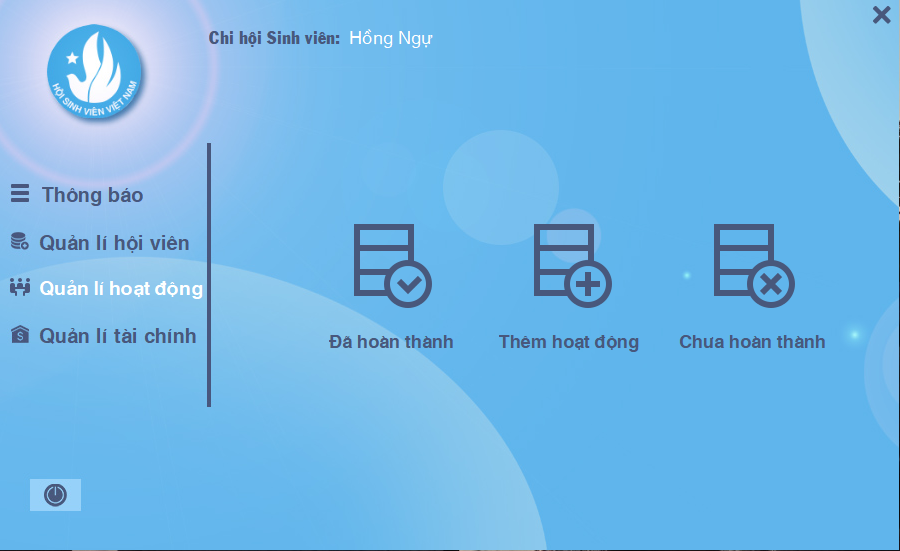 Chi hội Sinh viên: Hồng Ngự
HỘI SINH VIÊN VIỆT NAM
Thông báo
Quản lí hội viên
Quản lí hoạt động
Quản lí tài chính
Đã hoàn thành
Thêm hoạt động
Chưa hoàn thành